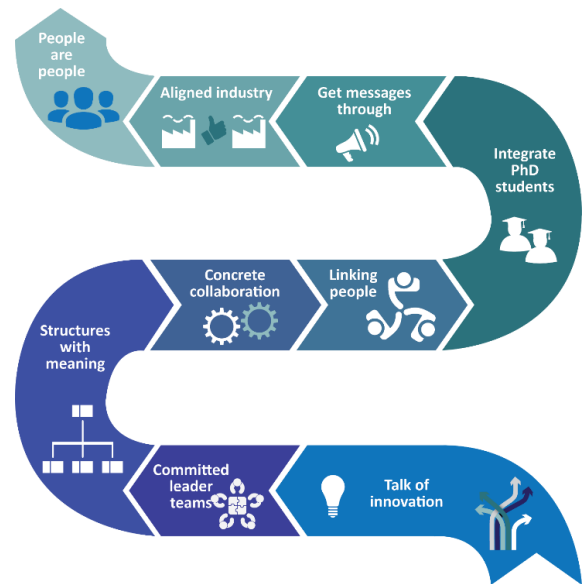 People
are
people
Aligned industry
Get messages
through
Integrate
PhD
students
Linking
people
Concrete
collaboration
Structures
with
meaning
Committed
leader
teams
Talk of
innovation